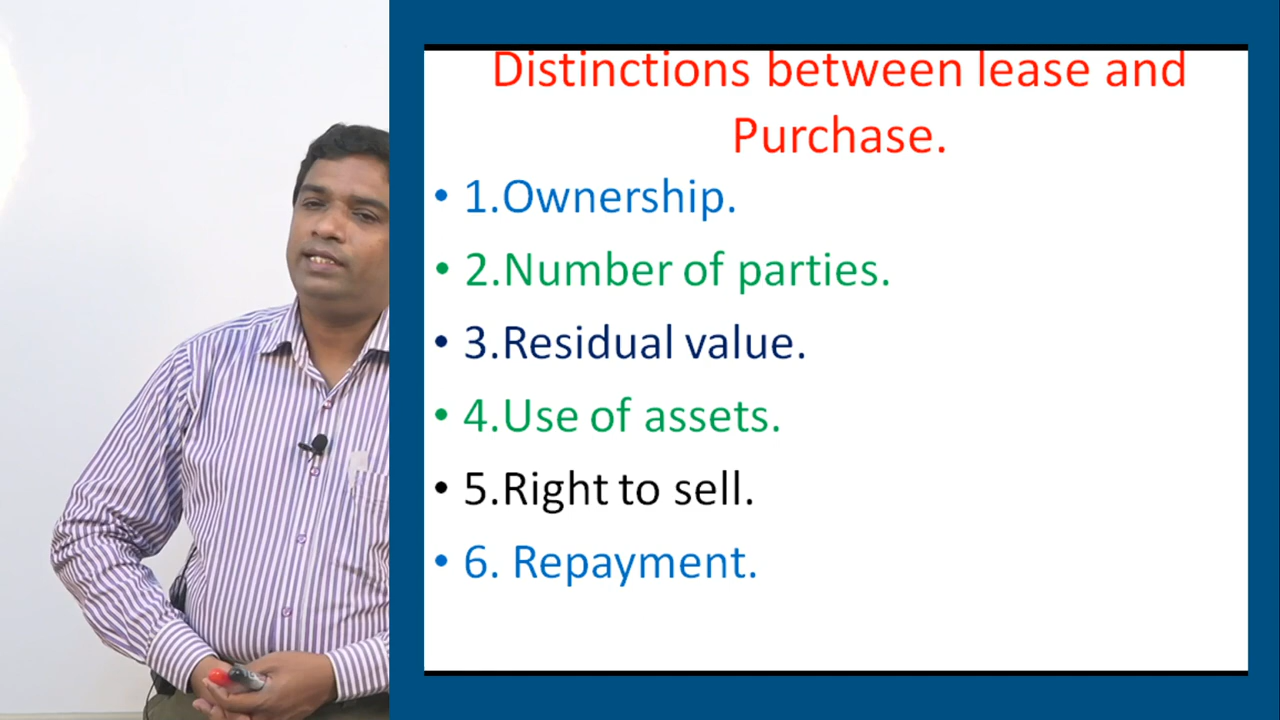 Distinctions between lease and
Purchase.
• 1.Ownership.
• 2.Number of parties.
• 3.Residual value.
• 4.Use of assets.
• 5.Right to sell.
• 6. Repayment.